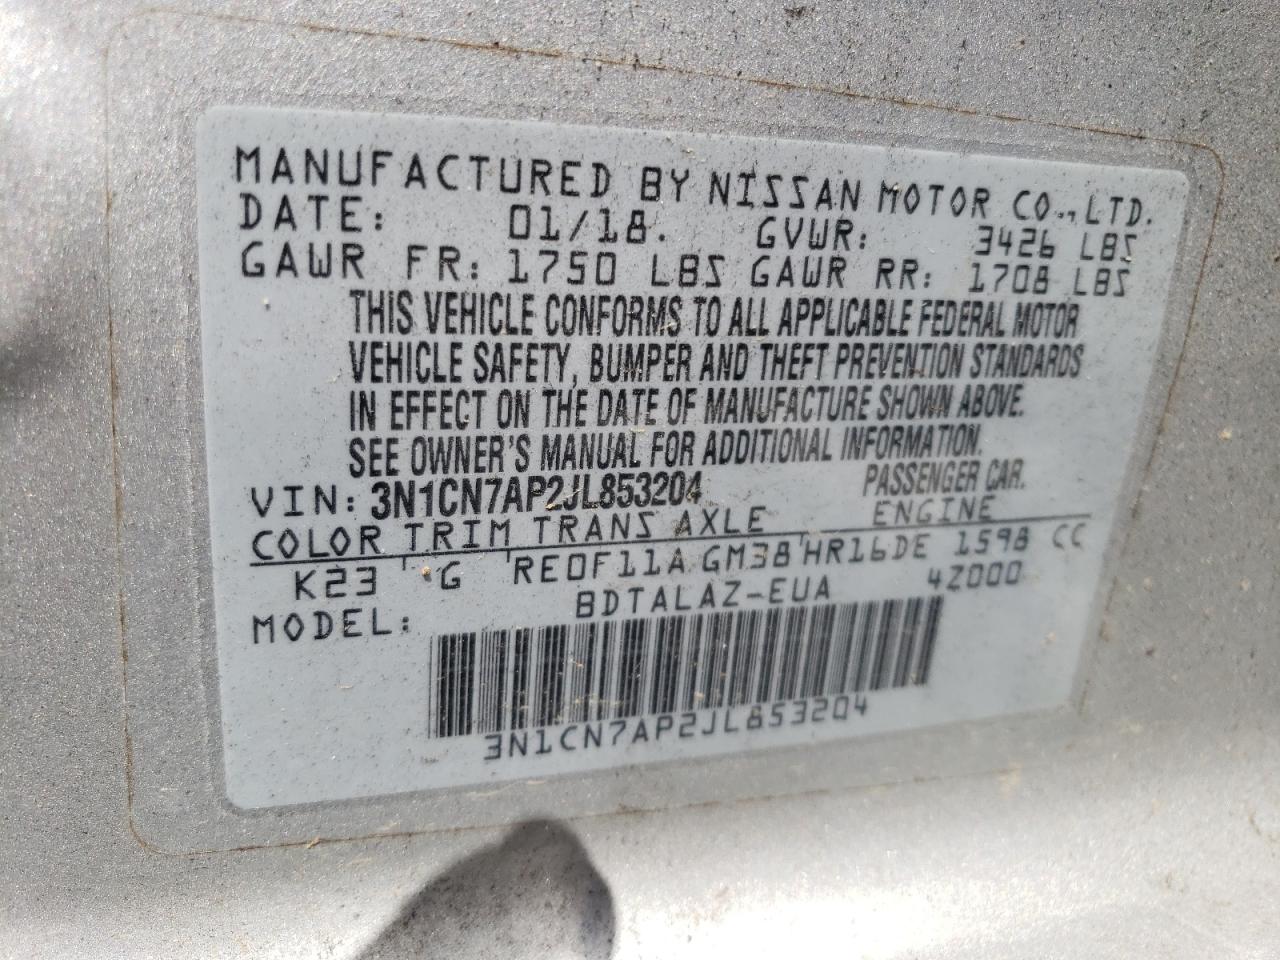 MANUFACTURED BY NISSAN MOTOR CO., LTD.
DATE: 01/18. GVWR: 3426 LBS
GAWR FR: 1750 LBS GAWR RR: 1708 LBS
THIS VEHICLE CONFORMS TO ALL APPLICABLE FEDERAL MOTOR
VEHICLE SAFETY, BUMPER AND THEFT PREVENTION STANDARDS
IN EFFECT ON THE DATE OF MANUFACTURE SHOWN ABOVE.
SEE OWNER'S MANUAL FOR ADDITIONAL INFORMATION.
VIN: 3N1CN7AP2JL853204 PASSENGER CAR.
COLOR TRIM TRANS AXLE ENGINE
K23 G RE0F11A GM38 HR16DE 1598 CC
MODEL: BDTALAZ-EUA 4Z000
3N1CN7AP2JL853204